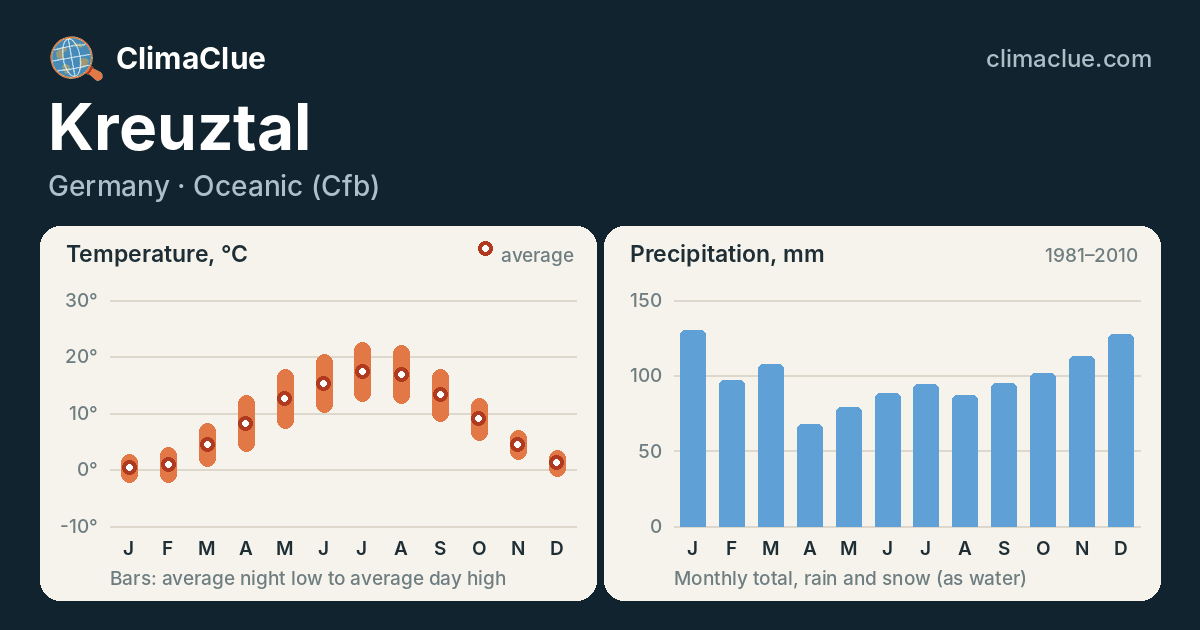 ClimaClue
climaclue.com
Kreuztal
Germany · Oceanic (Cfb)
Temperature, °C
average
30°
20°
10°
0°
-10°
J F M A M J J A S O N D
Bars: average night low to average day high
Precipitation, mm
1981–2010
150
100
50
0
J F M A M J J A S O N D
Monthly total, rain and snow (as water)